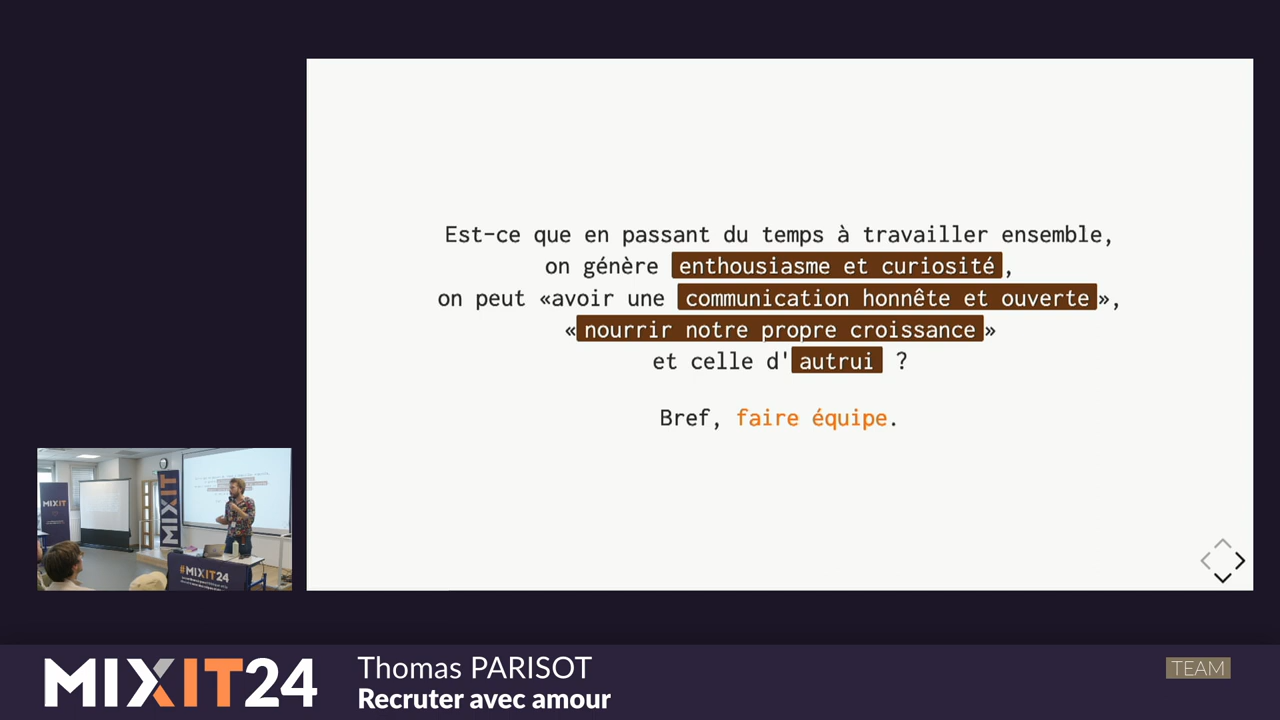 Est-ce que en passant du temps à travailler ensemble,
on génère enthousiasme et curiosité,
on peut «avoir une communication honnête et ouverte»,
«nourrir notre propre croissance»
et celle d'autrui ?
Bref, faire équipe.
MIXIT
MIXIT
#MIXIT24
MIXIT24
Thomas PARISOT
Recruter avec amour
TEAM